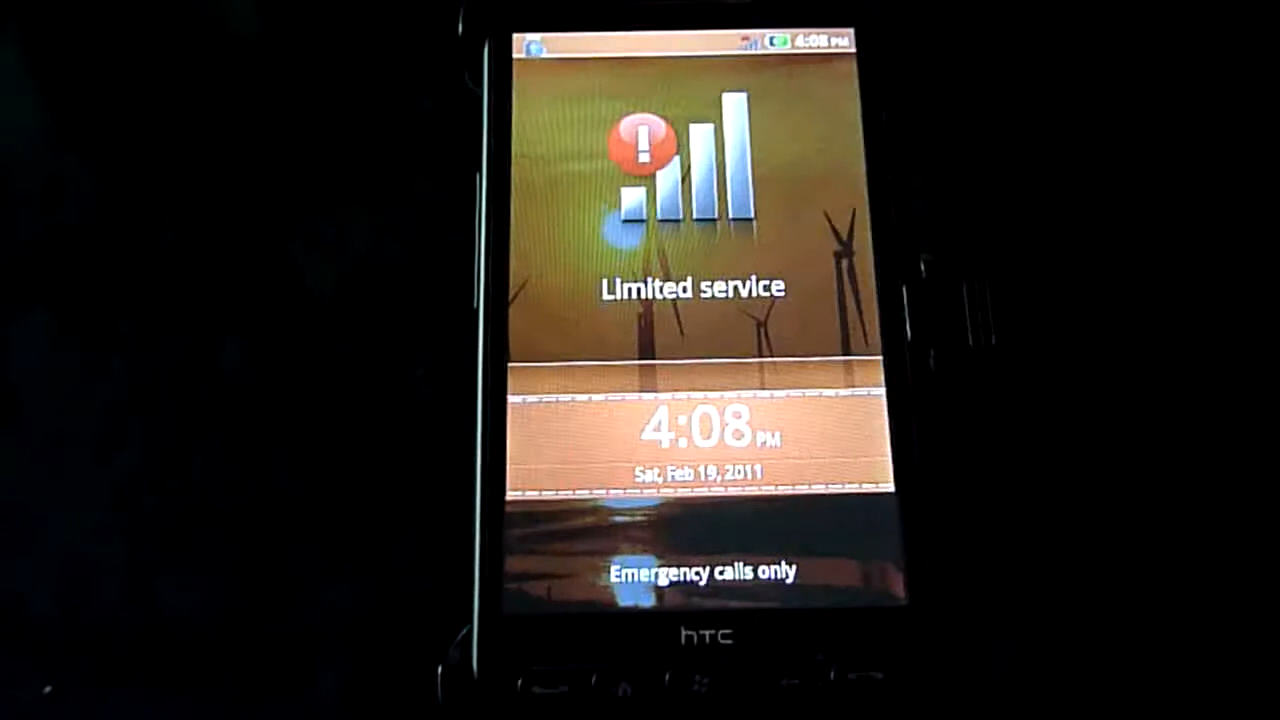 4:08 PM
Limited service
4:08 PM
Sat, Feb 19, 2011
Emergency calls only
hTC